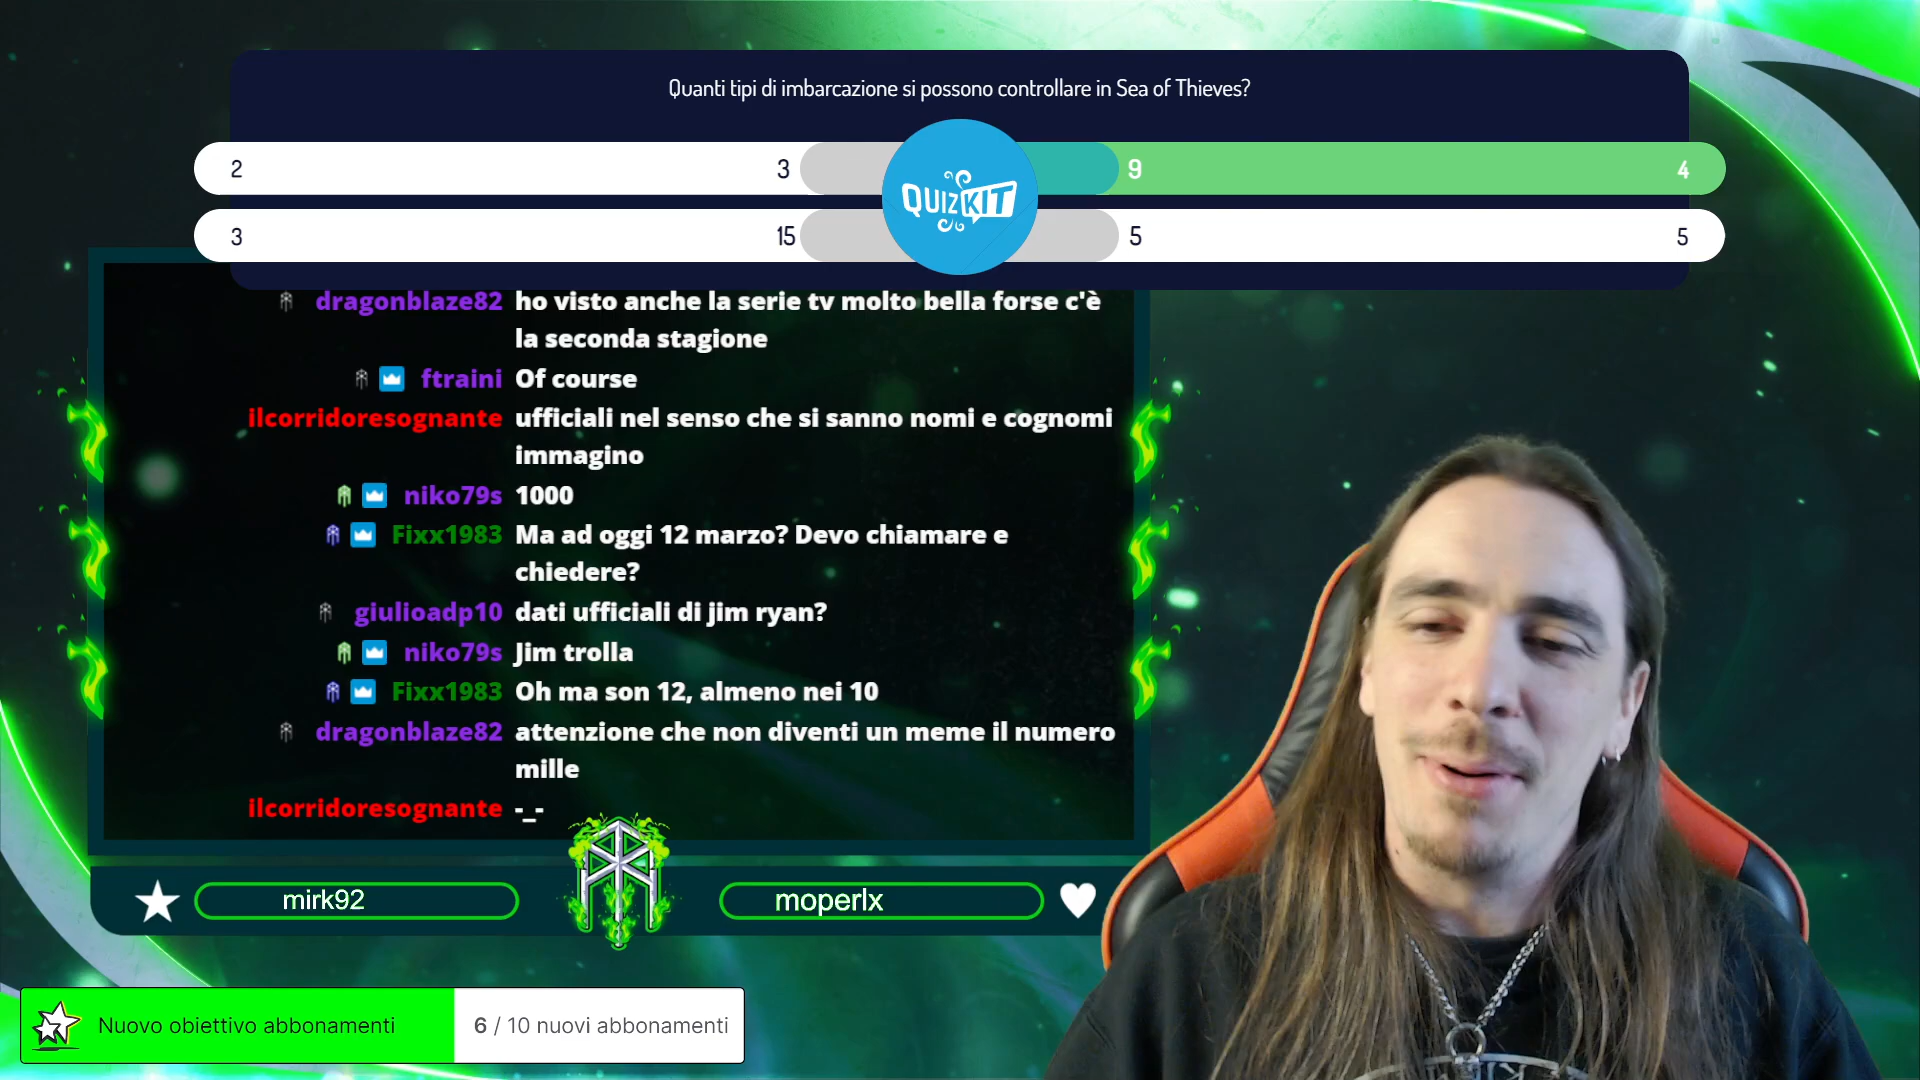 Quanti tipi di imbarcazione si possono controllare in Sea of Thieves?
2 3 9 4
QUIZKIT
3 15 5 5
dragonblaze82 ho visto anche la serie tv molto bella forse c'è
la seconda stagione
ftraini Of course
ilcorridoresognante ufficiali nel senso che si sanno nomi e cognomi
immagino
niko79s 1000
Fixx1983 Ma ad oggi 12 marzo? Devo chiamare e
chiedere?
giulioadp10 dati ufficiali di jim ryan?
niko79s Jim trolla
Fixx1983 Oh ma son 12, almeno nei 10
dragonblaze82 attenzione che non diventi un meme il numero
mille
ilcorridoresognante -_-
mirk92 moperlx
Nuovo obiettivo abbonamenti 6 / 10 nuovi abbonamenti